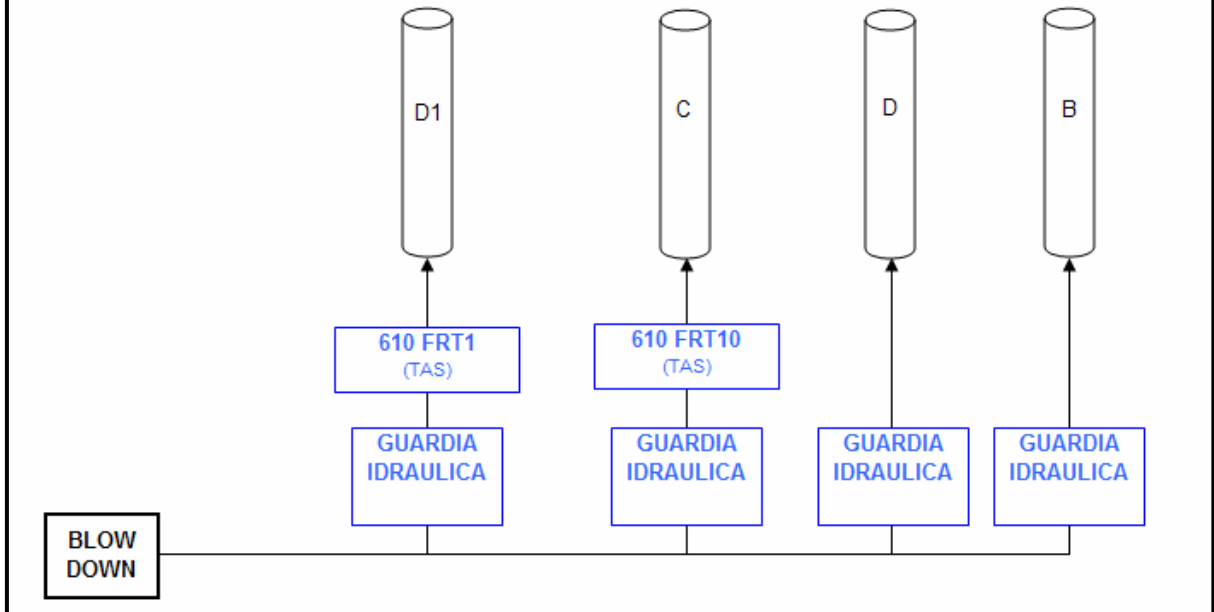 D1
C
D
B
610 FRT1
(TAS)
610 FRT10
(TAS)
GUARDIA
IDRAULICA
GUARDIA
IDRAULICA
GUARDIA
IDRAULICA
GUARDIA
IDRAULICA
BLOW
DOWN